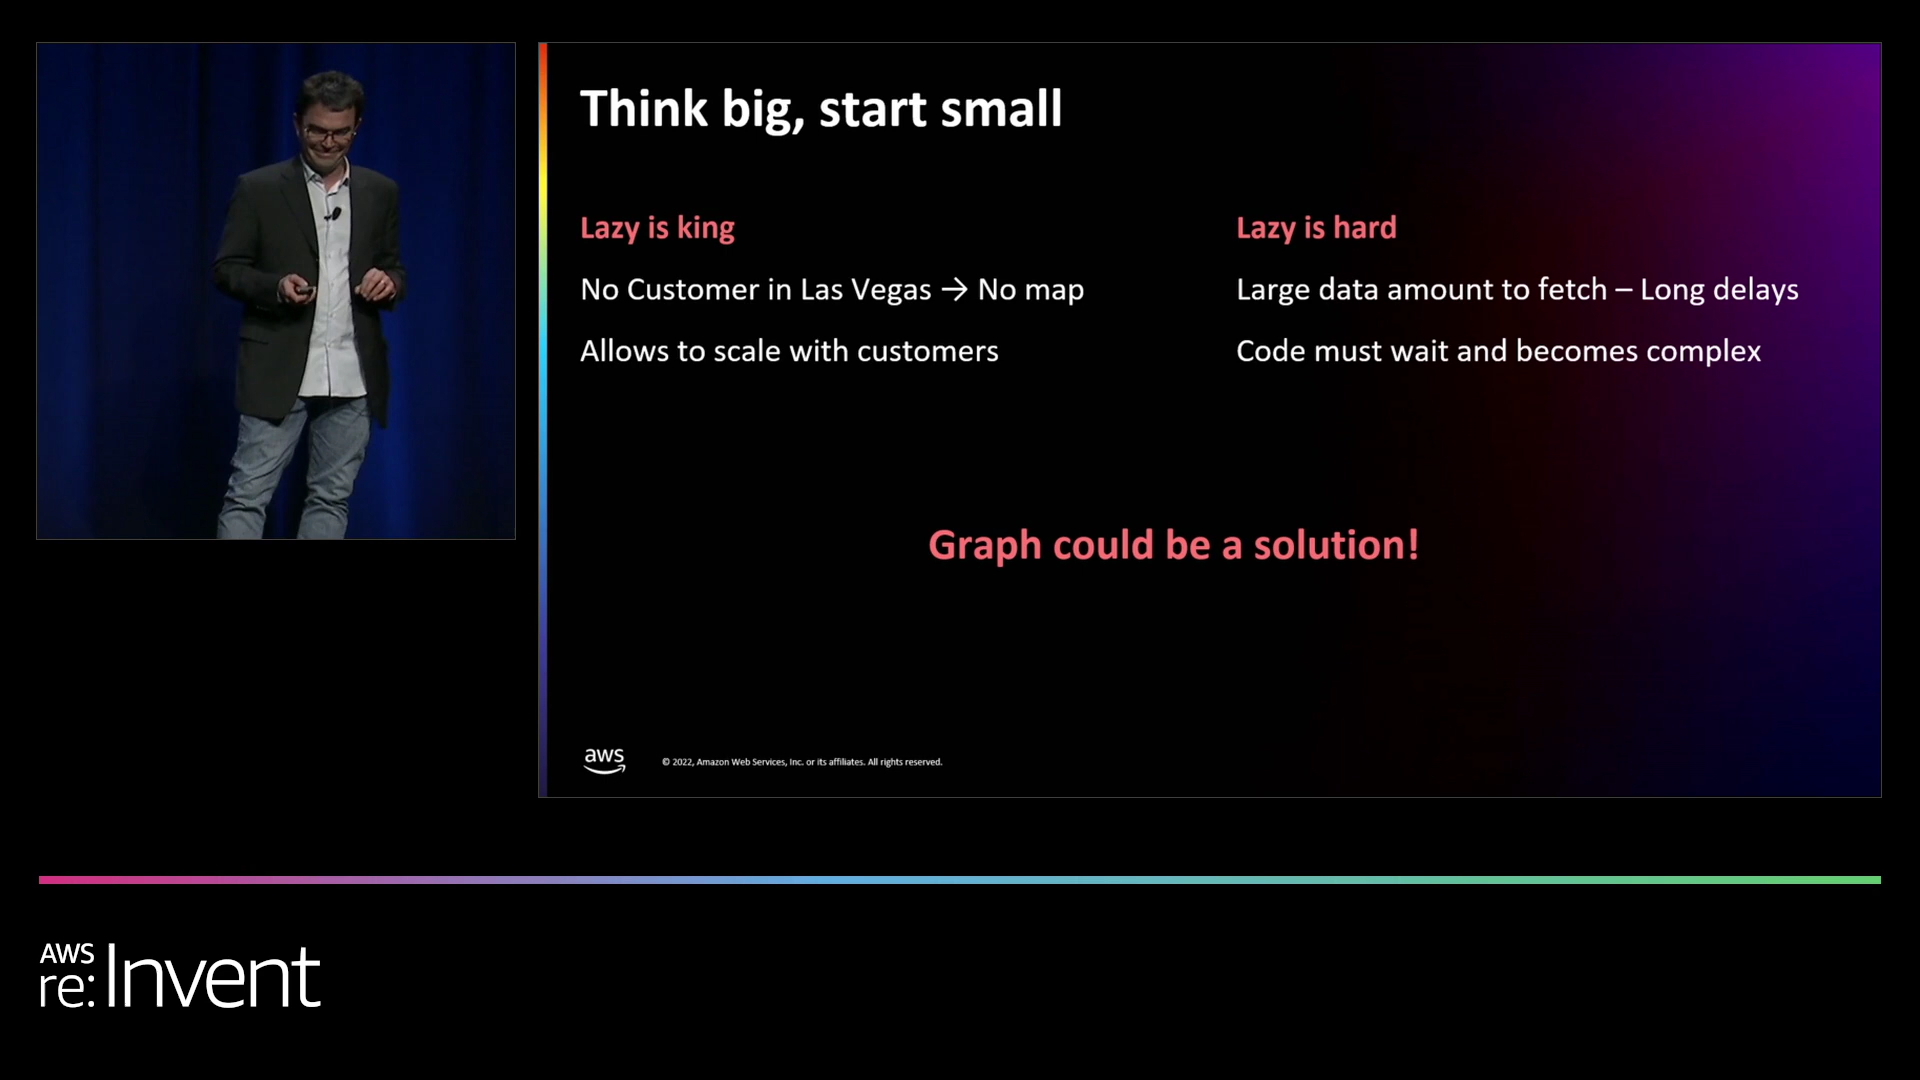 Think big, start small
Lazy is king
No Customer in Las Vegas → No map
Allows to scale with customers
Lazy is hard
Large data amount to fetch – Long delays
Code must wait and becomes complex
Graph could be a solution!
aws
© 2022, Amazon Web Services, Inc. or its affiliates. All rights reserved.
AWS
re:Invent